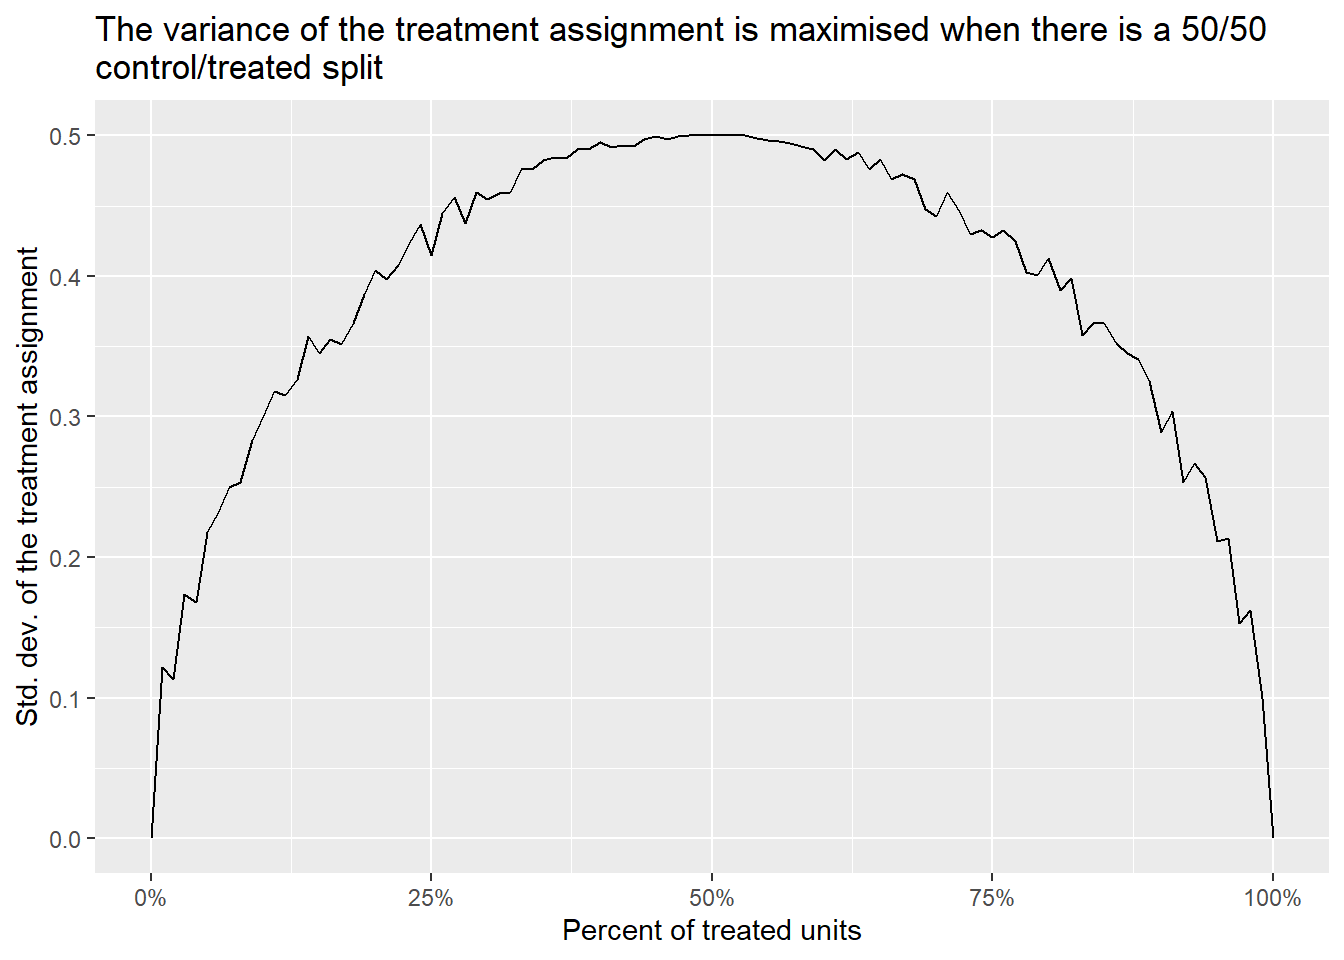 The variance of the treatment assignment is maximised when there is a 50/50
control/treated split
Std. dev. of the treatment assignment
0.5
0.4
0.3
0.2
0.1
0.0
0%
25%
50%
75%
100%
Percent of treated units